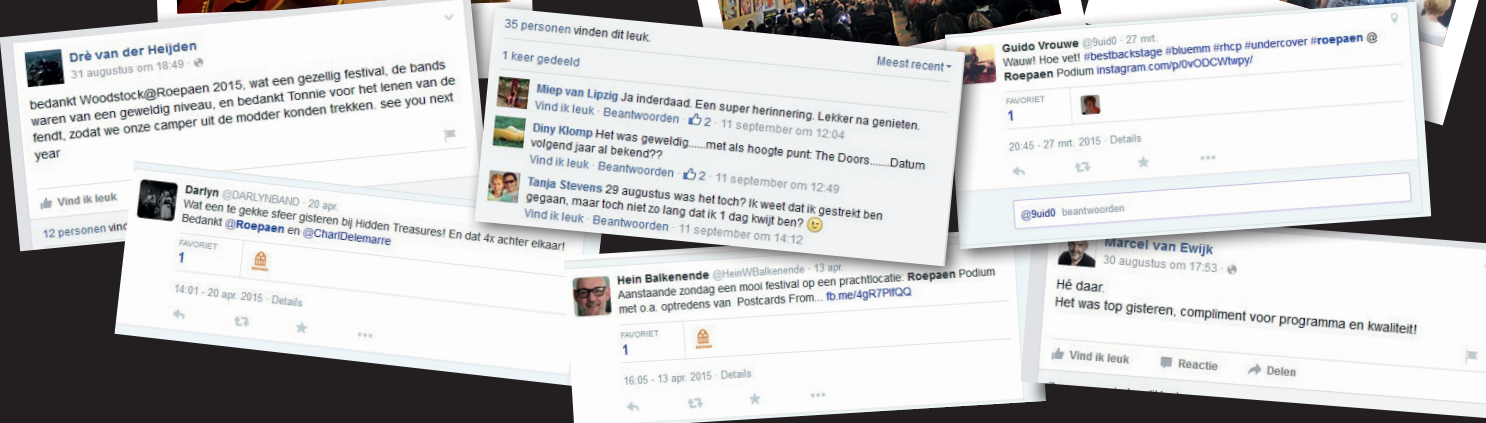 Drè van der Heijden
31 augustus om 18:49 ·
bedankt Woodstock@Roepaen 2015, wat een gezellig festival, de bands
waren van een geweldig niveau, en bedankt Tonnie voor het lenen van de
fendt, zodat we onze camper uit de modder konden trekken. see you next
year
Vind ik leuk
12 personen vind
Darlyn @DARLYNBAND · 20 apr.
Wat een te gekke sfeer gisteren bij Hidden Treasures! En dat 4x achter elkaar!
Bedankt @Roepaen en @CharlDelemarre
FAVORIET
1
14:01 - 20 apr. 2015 · Details
35 personen vinden dit leuk.
1 keer gedeeld
Meest recent
Miep van Lipzig Ja inderdaad. Een super herinnering. Lekker na genieten.
Vind ik leuk · Beantwoorden · 2 · 11 september om 12:04
Diny Klomp Het was geweldig......met als hoogte punt: The Doors.......Datum
volgend jaar al bekend??
Vind ik leuk · Beantwoorden · 2 · 11 september om 12:49
Tanja Stevens 29 augustus was het toch? Ik weet dat ik gestrekt ben
gegaan, maar toch niet zo lang dat ik 1 dag kwijt ben? 😉
Vind ik leuk · Beantwoorden · 11 september om 14:12
Hein Balkenende @HeinWBalkenende · 13 apr.
Aanstaande zondag een mooi festival op een prachtlocatie: Roepaen Podium
met o.a. optredens van Postcards From... fb.me/4gR7PlfQQ
FAVORIET
1
16:05 - 13 apr. 2015 · Details
Guido Vrouwe @9uid0 · 27 mrt.
Wauw! Hoe vet! #bestbackstage #bluemm #rhcp #undercover #roepaen @
Roepaen Podium instagram.com/p/0vODCWtwpy/
FAVORIET
1
20:45 - 27 mrt. 2015 · Details
@9uid0 beantwoorden
Marcel van Ewijk
30 augustus om 17:53 ·
Hé daar.
Het was top gisteren, compliment voor programma en kwaliteit!
Vind ik leuk Reactie Delen